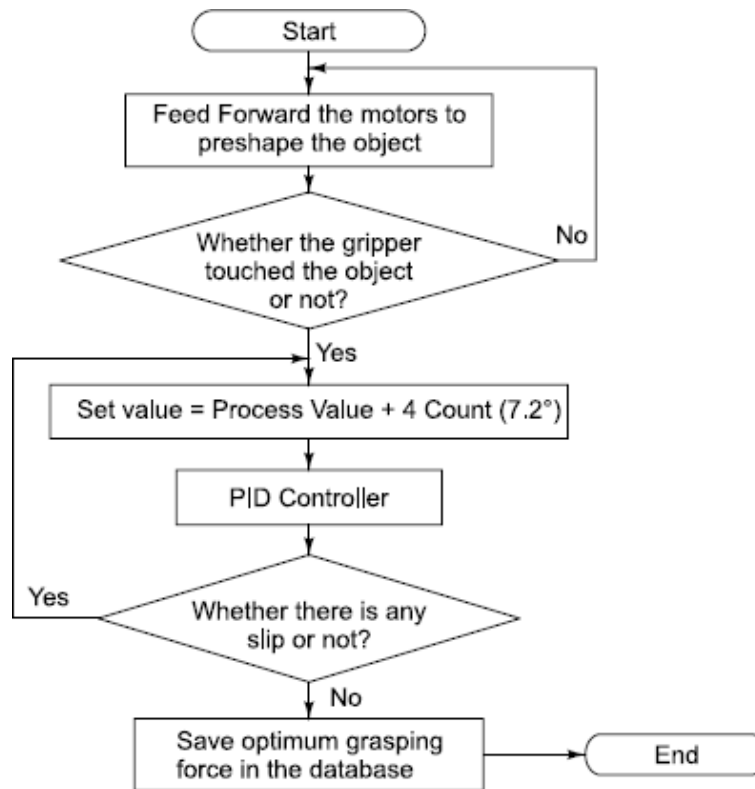 Start
Feed Forward the motors to
preshape the object
Whether the gripper
touched the object
or not?
No
Yes
Set value = Process Value + 4 Count (7.2°)
PID Controller
Yes
Whether there is any
slip or not?
No
Save optimum grasping
force in the database
End